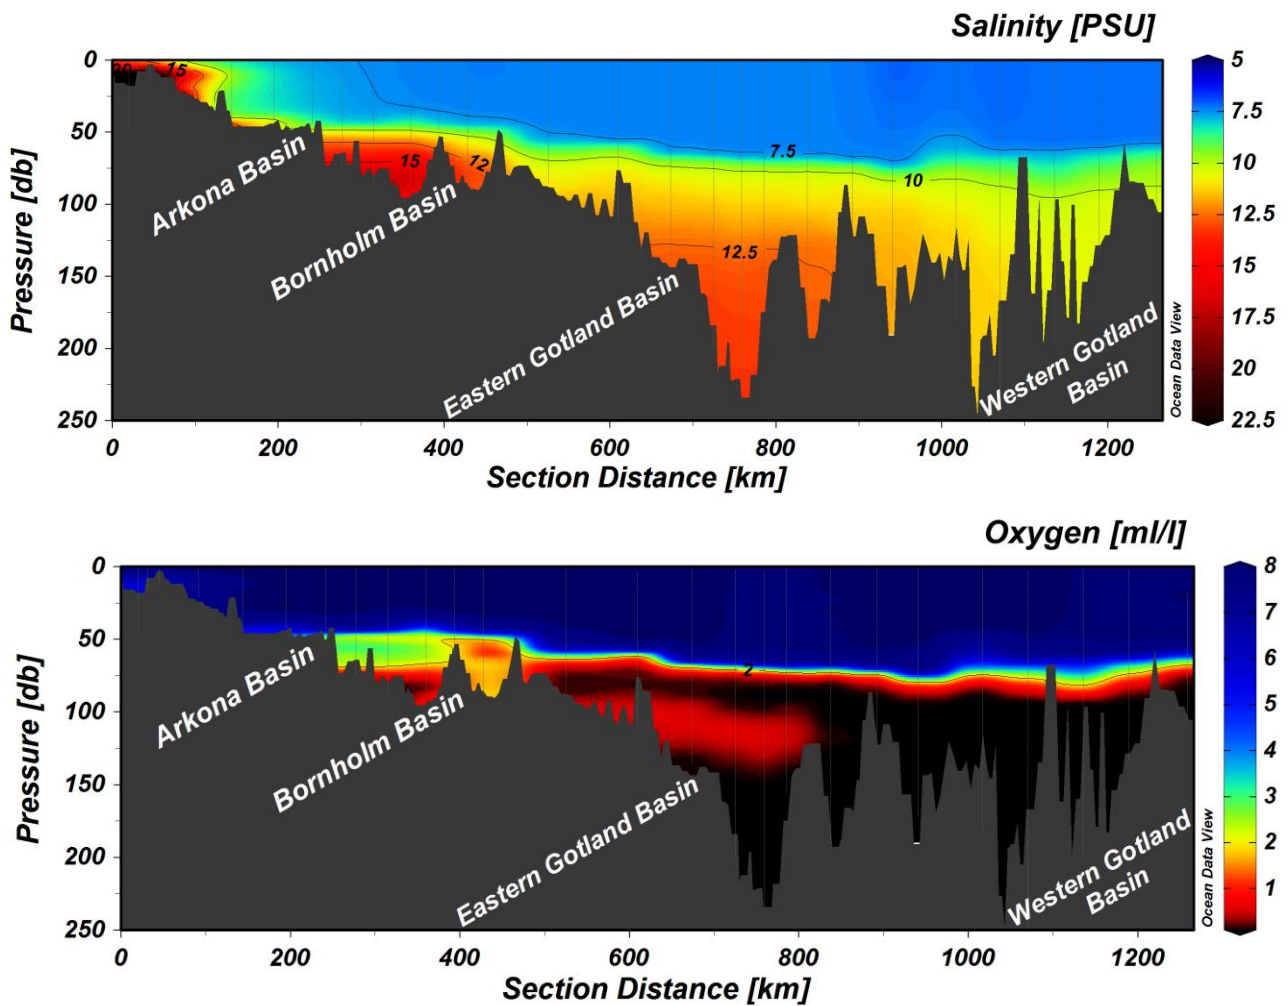 Salinity [PSU]
0
50
100
150
200
250
Pressure [db]
20
15
15
12
7.5
10
12.5
Arkona Basin
Bornholm Basin
Eastern Gotland Basin
Western Gotland
Basin
Ocean Data View
5
7.5
10
12.5
15
17.5
20
22.5
0
200
400
600
800
1000
1200
Section Distance [km]
Oxygen [ml/l]
0
50
100
150
200
250
Pressure [db]
2
Arkona Basin
Bornholm Basin
Eastern Gotland Basin
Western Gotland
Basin
Ocean Data View
8
7
6
5
4
3
2
1
0
200
400
600
800
1000
1200
Section Distance [km]